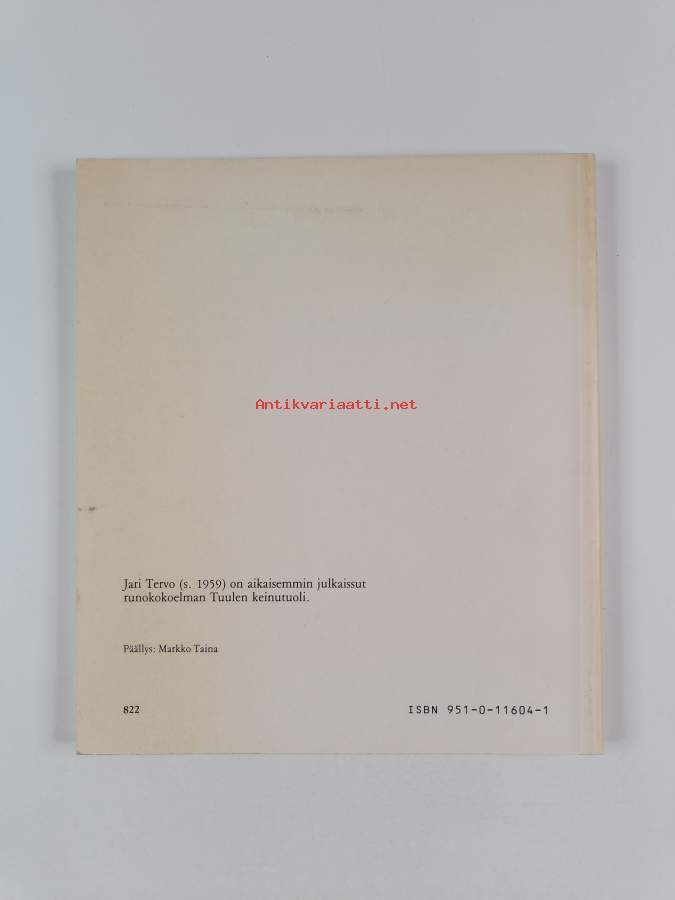 Antikvariaatti.net
Jari Tervo (s. 1959) on aikaisemmin julkaissut
runokokoelman Tuulen keinutuoli.
Päällys: Markko Taina
822
ISBN 951-0-11604-1